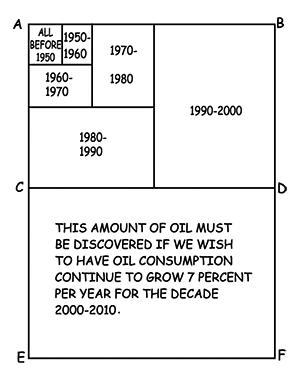 A
B
ALL
BEFORE
1950
1950-
1960
1970-
1980
1960-
1970
1990-2000
1980-
1990
C
D
THIS AMOUNT OF OIL MUST
BE DISCOVERED IF WE WISH
TO HAVE OIL CONSUMPTION
CONTINUE TO GROW 7 PERCENT
PER YEAR FOR THE DECADE
2000-2010.
E
F